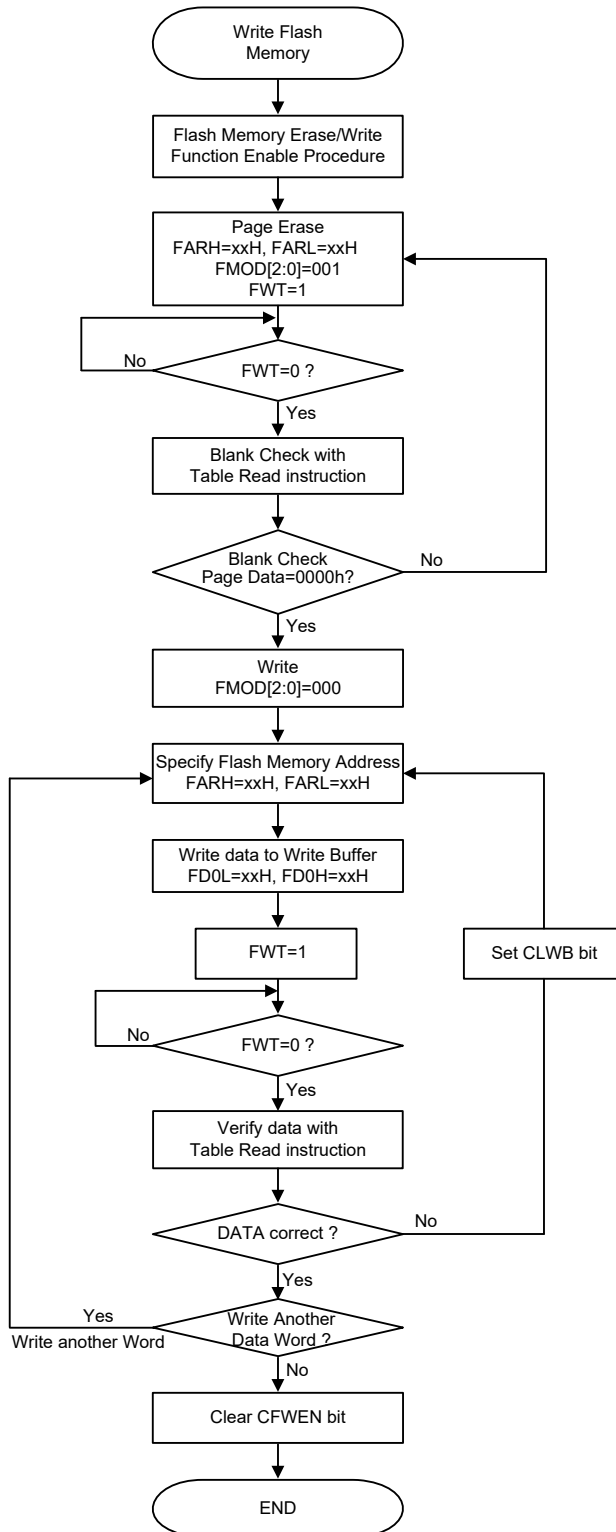 Write Flash
Memory
Flash Memory Erase/Write
Function Enable Procedure
Page Erase
FARH=xxH, FARL=xxH
FMOD[2:0]=001
FWT=1
No
FWT=0 ?
Yes
Blank Check with
Table Read instruction
Blank Check
Page Data=0000h?
No
Yes
Write
FMOD[2:0]=000
Specify Flash Memory Address
FARH=xxH, FARL=xxH
Write data to Write Buffer
FD0L=xxH, FD0H=xxH
FWT=1
Set CLWB bit
No
FWT=0 ?
Yes
Verify data with
Table Read instruction
DATA correct ?
No
Yes
Write Another
Data Word ?
Yes
Write another Word
No
Clear CFWEN bit
END